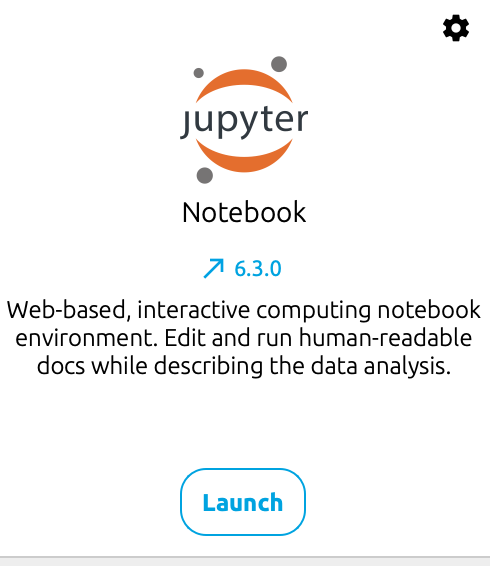 jupyter
Notebook
6.3.0
Web-based, interactive computing notebook
environment. Edit and run human-readable
docs while describing the data analysis.
Launch